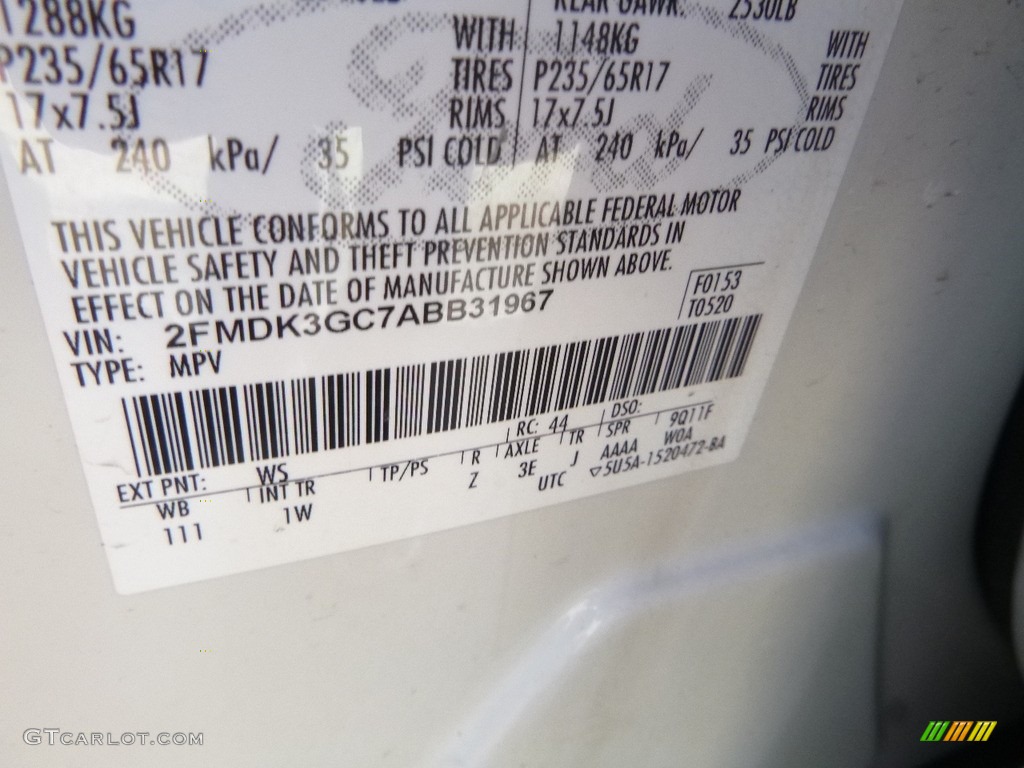 1288KG
P235/65R17
17x7.5J
AT 240 kPa/ 35 PSI COLD
REAR GAWR: 2530LB
WITH 1148KG WITH
TIRES P235/65R17 TIRES
RIMS 17x7.5J RIMS
AT 240 kPa/ 35 PSI COLD
THIS VEHICLE CONFORMS TO ALL APPLICABLE FEDERAL MOTOR
VEHICLE SAFETY AND THEFT PREVENTION STANDARDS IN
EFFECT ON THE DATE OF MANUFACTURE SHOWN ABOVE.
F0153
T0520
VIN: 2FMDK3GC7ABB31967
TYPE: MPV
EXT PNT: WS RC: 44 DSO:
WB INT TR TP/PS R AXLE TR SPR 9Q11F
111 1W Z 3E J AAAA W0A
UTC ▽5U5A-1520472-BA
Ford
GTCARLOT.COM